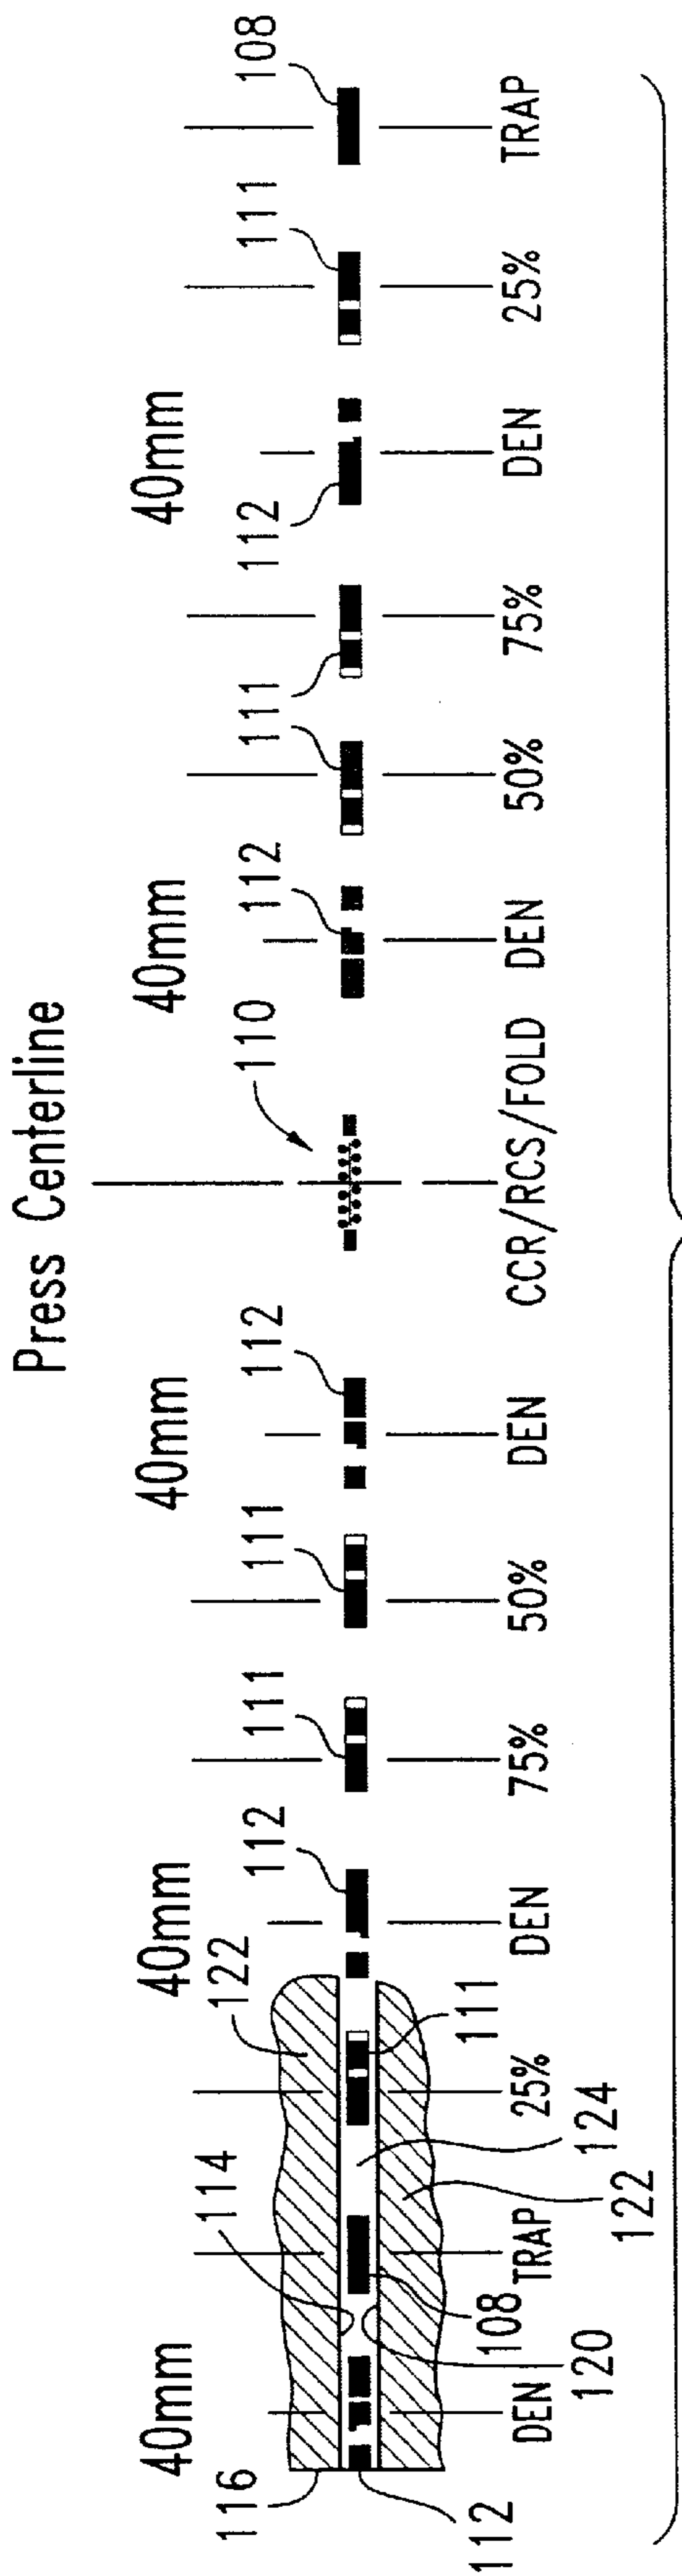 Press Centerline
40mm
40mm
40mm
40mm
40mm
116
114
122
112
111
111
112
110
112
111
111
112
111
108
DEN
TRAP
25%
DEN
75%
50%
DEN
CCR/RCS/FOLD
DEN
50%
75%
DEN
25%
TRAP
112
120
108
122
124
111